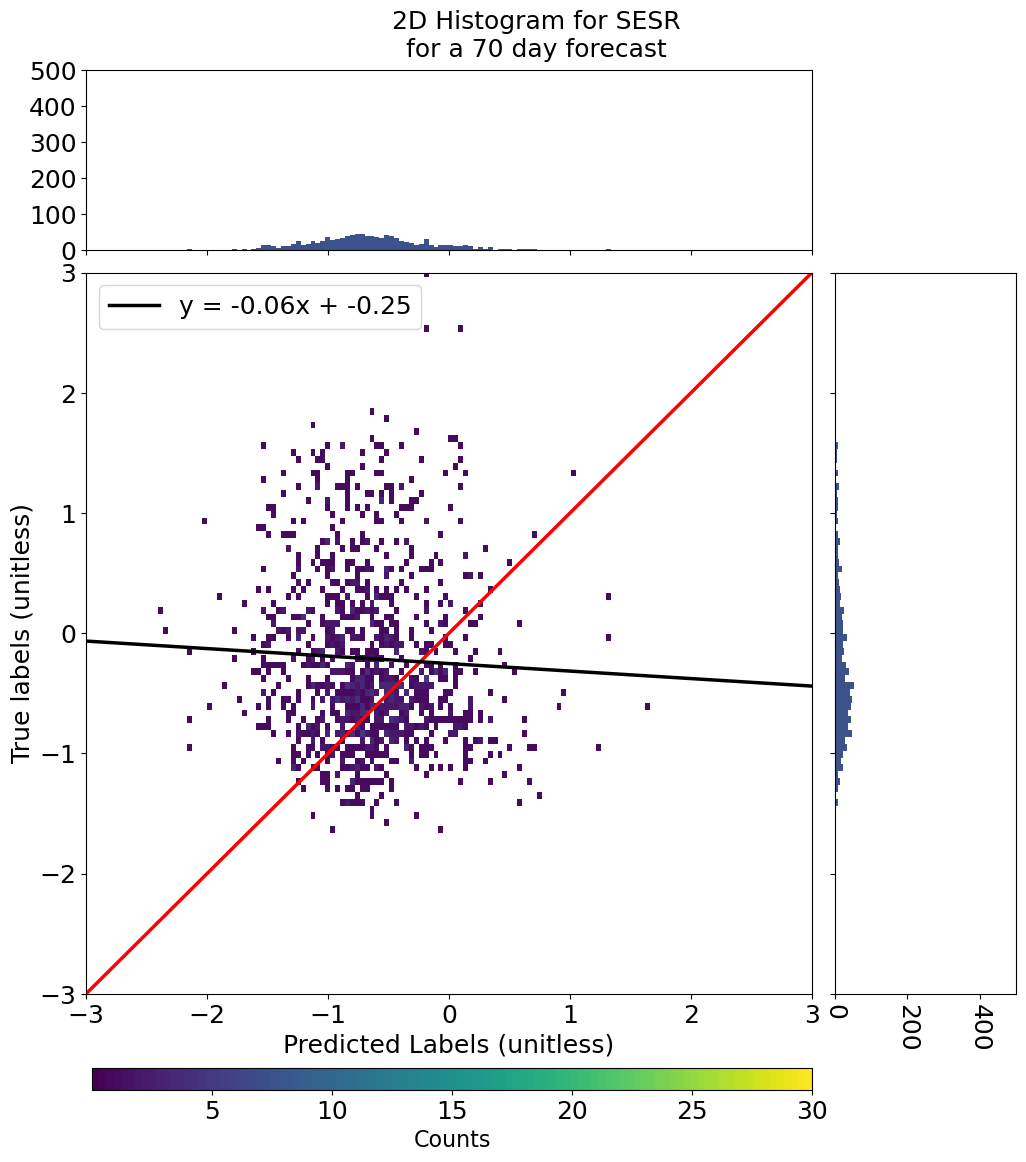 2D Histogram for SESR
for a 70 day forecast
500
400
300
200
100
0
3
2
1
0
−1
−2
−3
True labels (unitless)
y = -0.06x + -0.25
−3 −2 −1 0 1 2 3
Predicted Labels (unitless)
0 200 400
5 10 15 20 25 30
Counts